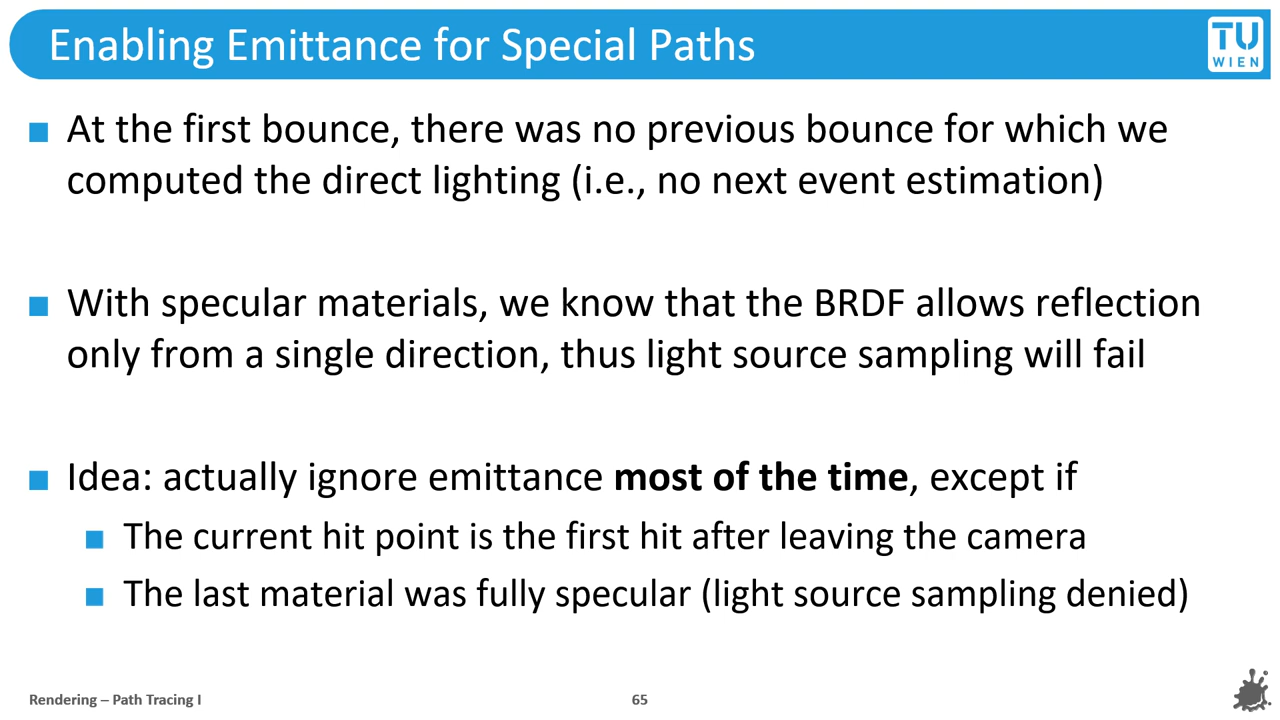 Enabling Emittance for Special Paths
TU
WIEN
At the first bounce, there was no previous bounce for which we
computed the direct lighting (i.e., no next event estimation)
With specular materials, we know that the BRDF allows reflection
only from a single direction, thus light source sampling will fail
Idea: actually ignore emittance most of the time, except if
The current hit point is the first hit after leaving the camera
The last material was fully specular (light source sampling denied)
Rendering – Path Tracing I
65